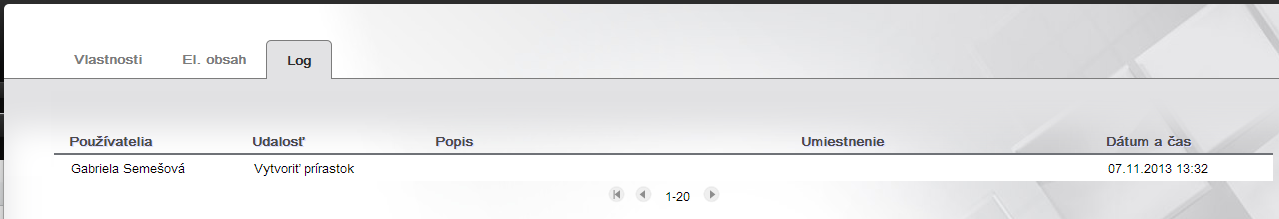 Vlastnosti El. obsah Log
Používatelia Udalosť Popis Umiestnenie Dátum a čas
Gabriela Semešová Vytvoriť prírastok 07.11.2013 13:32
1-20